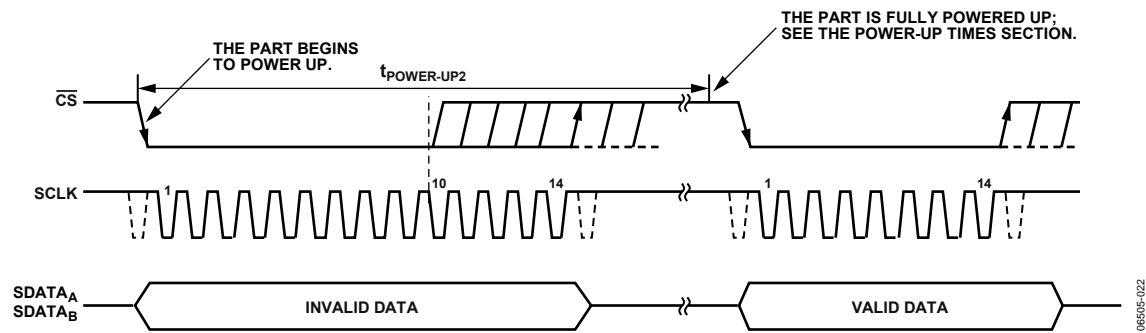 THE PART IS FULLY POWERED UP;
SEE THE POWER-UP TIMES SECTION.
THE PART BEGINS
TO POWER UP.
tPOWER-UP2
CS
SCLK
1
10
14
1
14
SDATAA
SDATAB
INVALID DATA
VALID DATA
06505-022